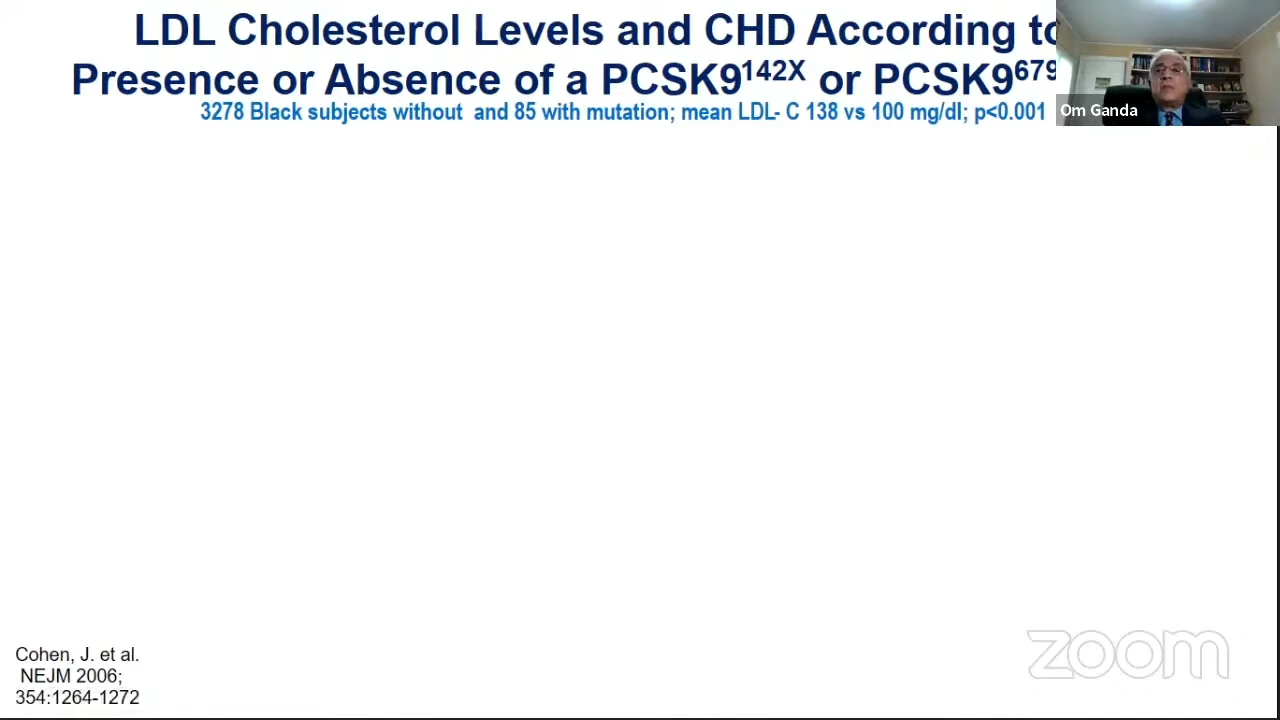 LDL Cholesterol Levels and CHD According to
Presence or Absence of a PCSK9142X or PCSK9679
3278 Black subjects without and 85 with mutation; mean LDL- C 138 vs 100 mg/dl; p<0.001
Om Ganda
Cohen, J. et al.
NEJM 2006;
354:1264-1272
zoom